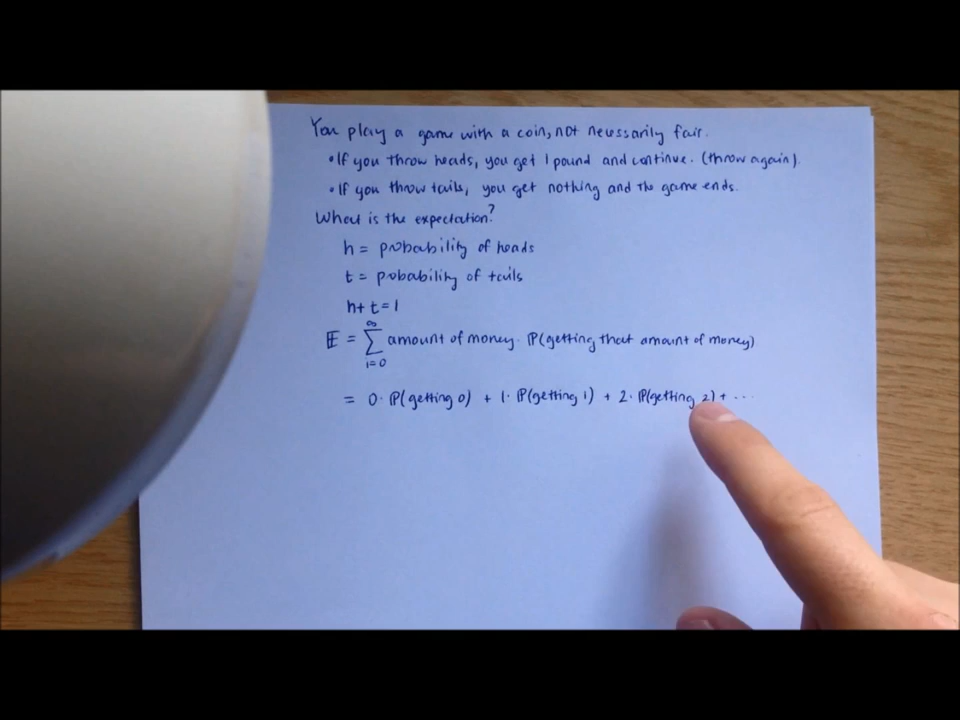 You play a game with a coin, not necessarily fair.
• If you throw heads, you get 1 pound and continue. (throw again).
• If you throw tails, you get nothing and the game ends.
What is the expectation?
h = probability of heads
t = pobability of tails
h+t=1
𝔼 = ∑_{i=0}^{∞} amount of money · ℙ(getting that amount of money)
= 0· ℙ(getting 0) + 1· ℙ(getting 1) + 2· ℙ(getting 2) + ...